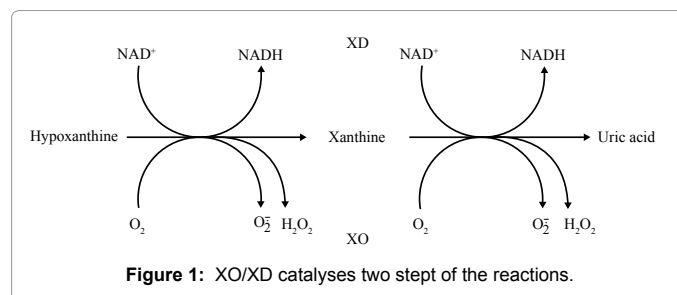 XD
NAD⁺ NADH NAD⁺ NADH
Hypoxanthine Xanthine Uric acid
O₂ O₂⁻ H₂O₂ O₂ O₂⁻ H₂O₂
XO
Figure 1: XO/XD catalyses two stept of the reactions.